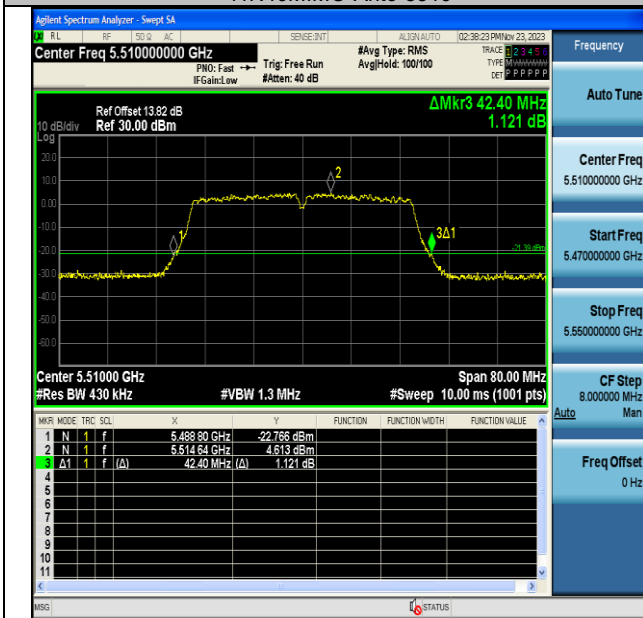 Agilent Spectrum Analyzer - Swept SA
RL RF 50 Ω AC SENSE:INT ALIGN AUTO 02:38:23 PM Nov 23, 2023
Center Freq 5.510000000 GHz #Avg Type: RMS TRACE 1 2 3 4 5 6
PNO: Fast Trig: Free Run Avg|Hold: 100/100 TYPE M
IFGain:Low #Atten: 40 dB DET P P P P P P
Frequency
Auto Tune
Center Freq
5.510000000 GHz
Start Freq
5.470000000 GHz
Stop Freq
5.550000000 GHz
CF Step
8.000000 MHz
Auto Man
Freq Offset
0 Hz
ΔMkr3 42.40 MHz
1.121 dB
Ref Offset 13.82 dB
10 dB/div Ref 30.00 dBm
Log
20.0
10.0
0.00
-10.0
-20.0
-30.0
-40.0
-50.0
-60.0
1
2
3Δ1
-21.39 dBm
Center 5.51000 GHz Span 80.00 MHz
#Res BW 430 kHz #VBW 1.3 MHz #Sweep 10.00 ms (1001 pts)
MKR MODE TRC SCL X Y FUNCTION FUNCTION WIDTH FUNCTION VALUE
1 N 1 f 5.488 80 GHz -22.766 dBm
2 N 1 f 5.514 64 GHz 4.613 dBm
3 Δ1 1 f (Δ) 42.40 MHz (Δ) 1.121 dB
4
5
6
7
8
9
10
11
MSG STATUS